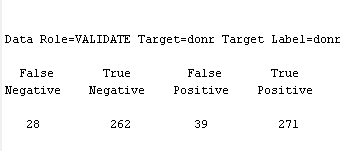 Data Role=VALIDATE Target=donr Target Label=donr
False True False True
Negative Negative Positive Positive
28 262 39 271